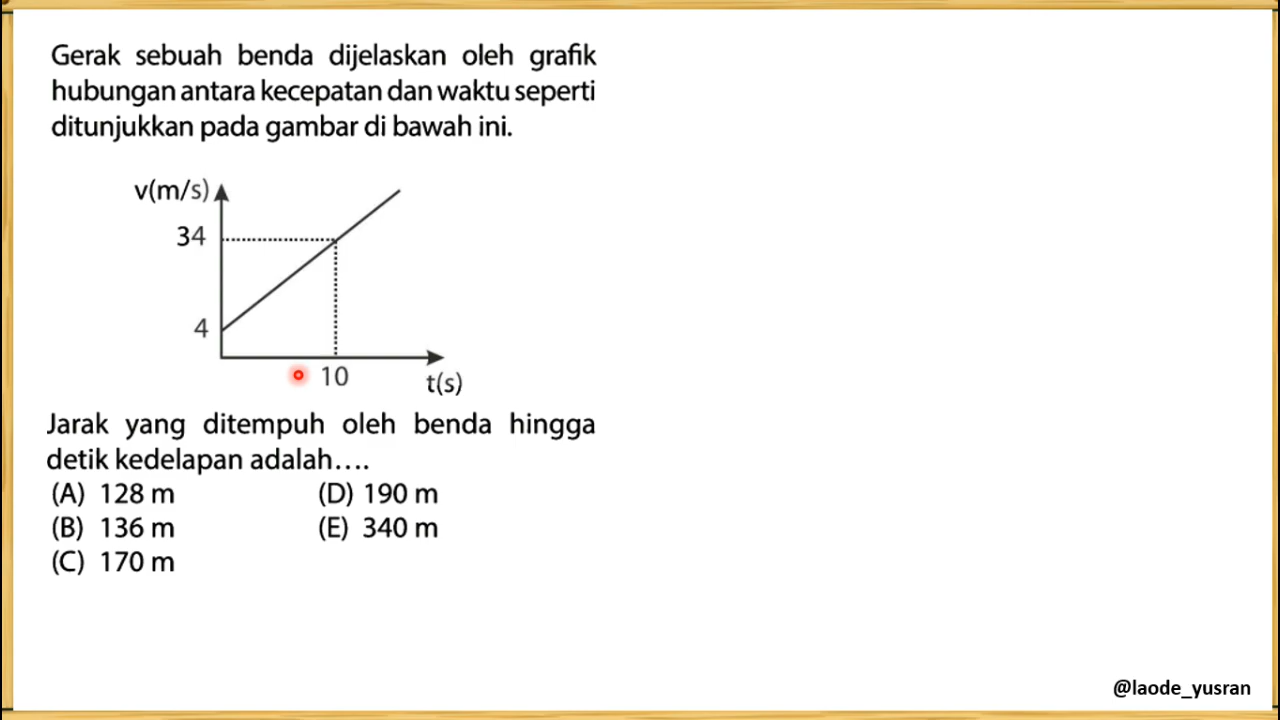 Gerak sebuah benda dijelaskan oleh grafik
hubungan antara kecepatan dan waktu seperti
ditunjukkan pada gambar di bawah ini.
v(m/s)
34
4
10
t(s)
Jarak yang ditempuh oleh benda hingga
detik kedelapan adalah....
(A) 128 m (D) 190 m
(B) 136 m (E) 340 m
(C) 170 m
@laode_yusran